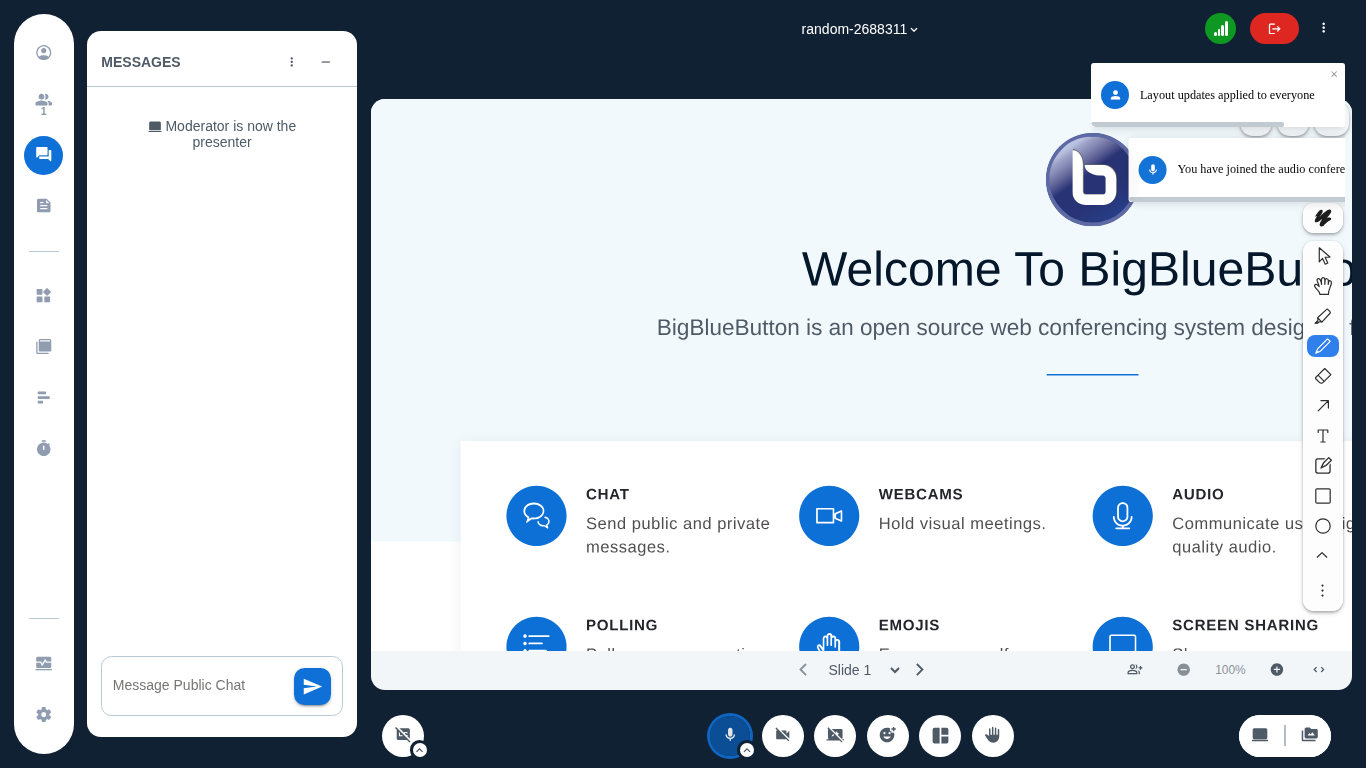 random-2688311
MESSAGES
1
Moderator is now the
presenter
Message Public Chat
Layout updates applied to everyone
You have joined the audio confere
Welcome To BigBlueBu
BigBlueButton is an open source web conferencing system desig
CHAT
Send public and private
messages.
WEBCAMS
Hold visual meetings.
AUDIO
Communicate us
quality audio.
POLLING
EMOJIS
SCREEN SHARING
Slide 1
100%